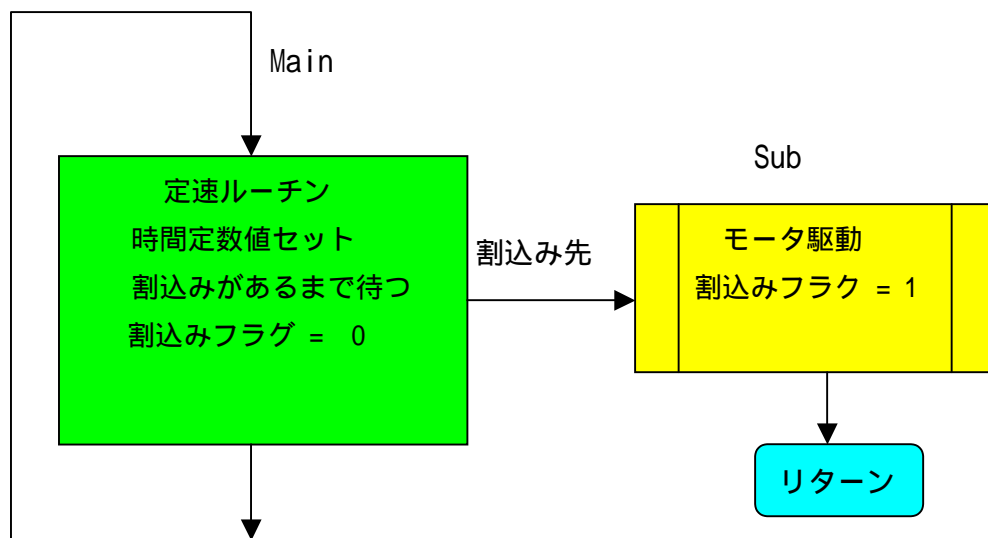 Main
定速ルーチン
時間定数値セット
割込みがあるまで待つ
割込みフラグ = 0
割込み先
Sub
モータ駆動
割込みフラク = 1
リターン